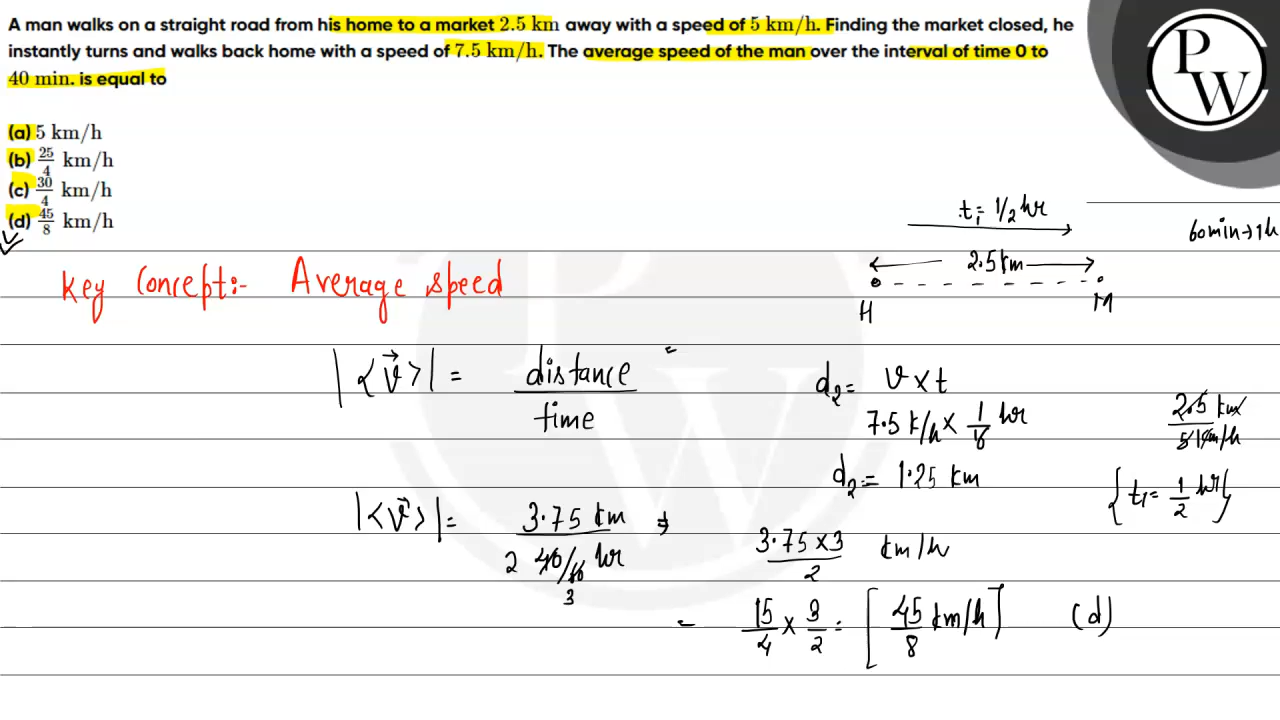 A man walks on a straight road from his home to a market 2.5 km away with a speed of 5 km/h. Finding the market closed, he
instantly turns and walks back home with a speed of 7.5 km/h. The average speed of the man over the interval of time 0 to
40 min. is equal to
(a) 5 km/h
(b) 25/4 km/h
(c) 30/4 km/h
(d) 45/8 km/h
PW
t₁ = 1/2 hr
60 min → 1 h
2.5 km
H M
Key Concept:- Average speed
|<v⃗>| = distance/time
d₂ = v × t
7.5 k/h × 1/6 hr
2.5 km / 5 km/h
d₂ = 1.25 km
{t₁ = 1/2 hr}
|<v⃗>| = 3.75 km / 40/60 hr ⇒
2 3
3.75 × 3 / 2 km/h
= 15/4 × 3/2 = [45/8 km/h] (d)